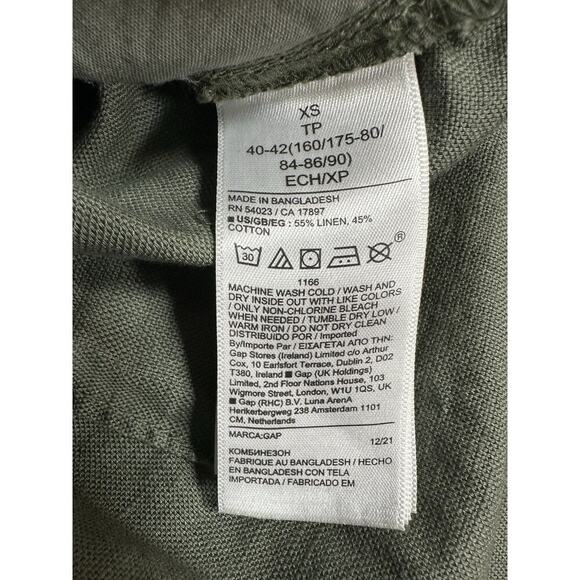 XS
TP
40-42(160/175-80/
84-86/90)
ECH/XP
MADE IN BANGLADESH
RN 54023 / CA 17897
■ US/GB/EG : 55% LINEN, 45%
COTTON
30
®
1166
MACHINE WASH COLD / WASH AND
DRY INSIDE OUT WITH LIKE COLORS
/ ONLY NON-CHLORINE BLEACH
WHEN NEEDED / TUMBLE DRY LOW /
WARM IRON / DO NOT DRY CLEAN
DISTRIBUIDO POR / Imported
By/Importe Par / ΕΙΣΑΓΕΤΑΙ ΑΠΟ ΤΗΝ:
Gap Stores (Ireland) Limited c/o Arthur
Cox, 10 Earlsfort Terrace, Dublin 2, D02
T380, Ireland ■ Gap (UK Holdings)
Limited, 2nd Floor Nations House, 103
Wigmore Street, London, W1U 1QS, UK
■ Gap (RHC) B.V. Luna ArenA
Herikerbergweg 238 Amsterdam 1101
CM, Netherlands
MARCA:GAP
12/21
КОМБИНЕЗОН
FABRIQUE AU BANGLADESH / HECHO
EN BANGLADESH CON TELA
IMPORTADA / FABRICADO EM